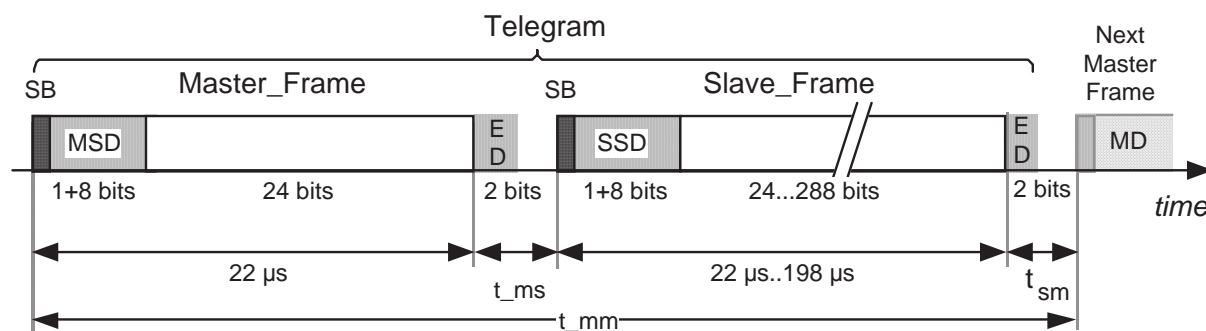 Telegram
Next
Master
Frame
SB
Master_Frame
SB
Slave_Frame
MSD
E
D
SSD
E
D
MD
1+8 bits
24 bits
2 bits
1+8 bits
24...288 bits
2 bits
time
22 µs
t_ms
22 µs..198 µs
t sm
t_mm